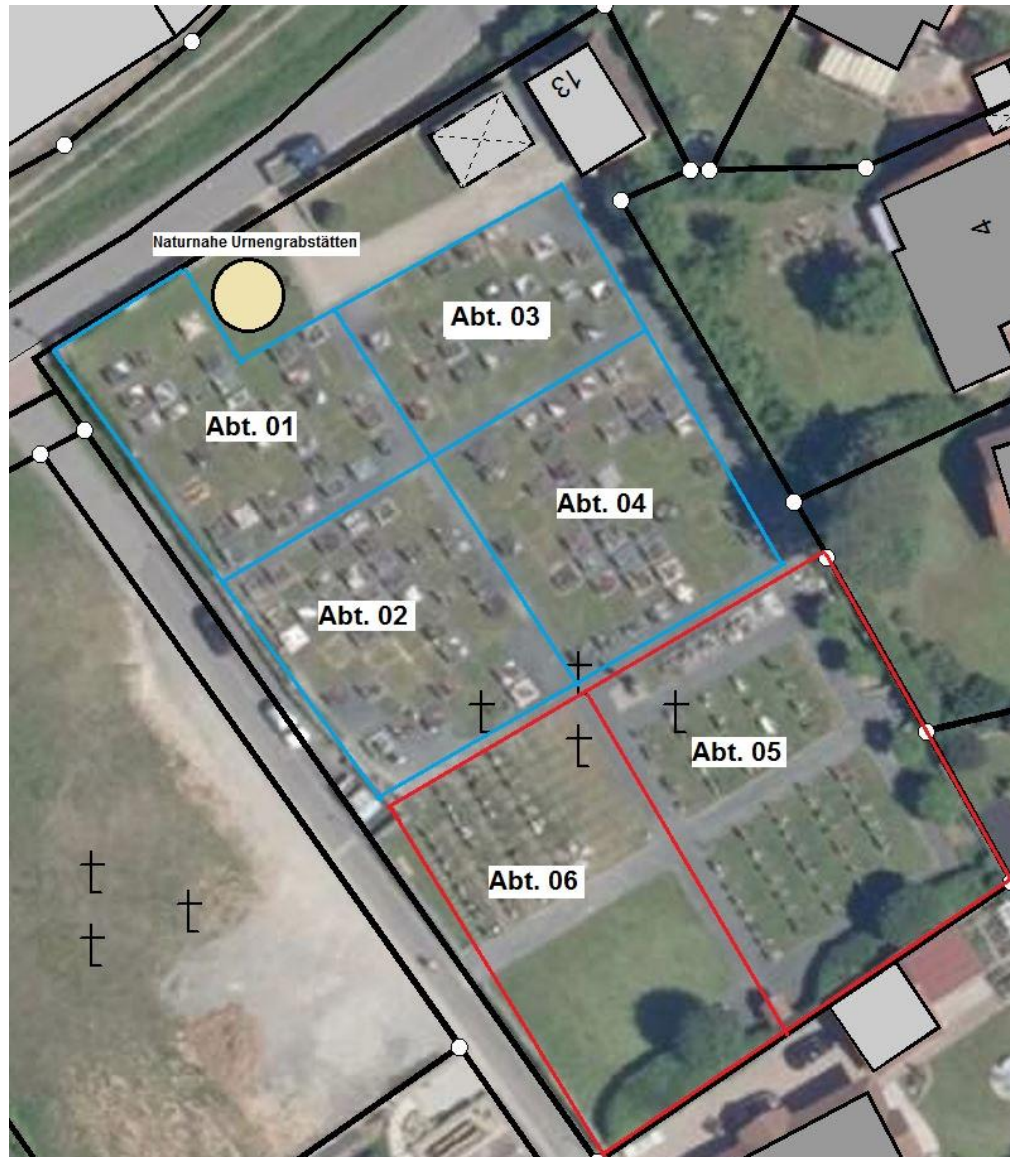 13
4
Naturnahe Urnengrabstätten
Abt. 03
Abt. 01
Abt. 04
Abt. 02
Abt. 05
Abt. 06